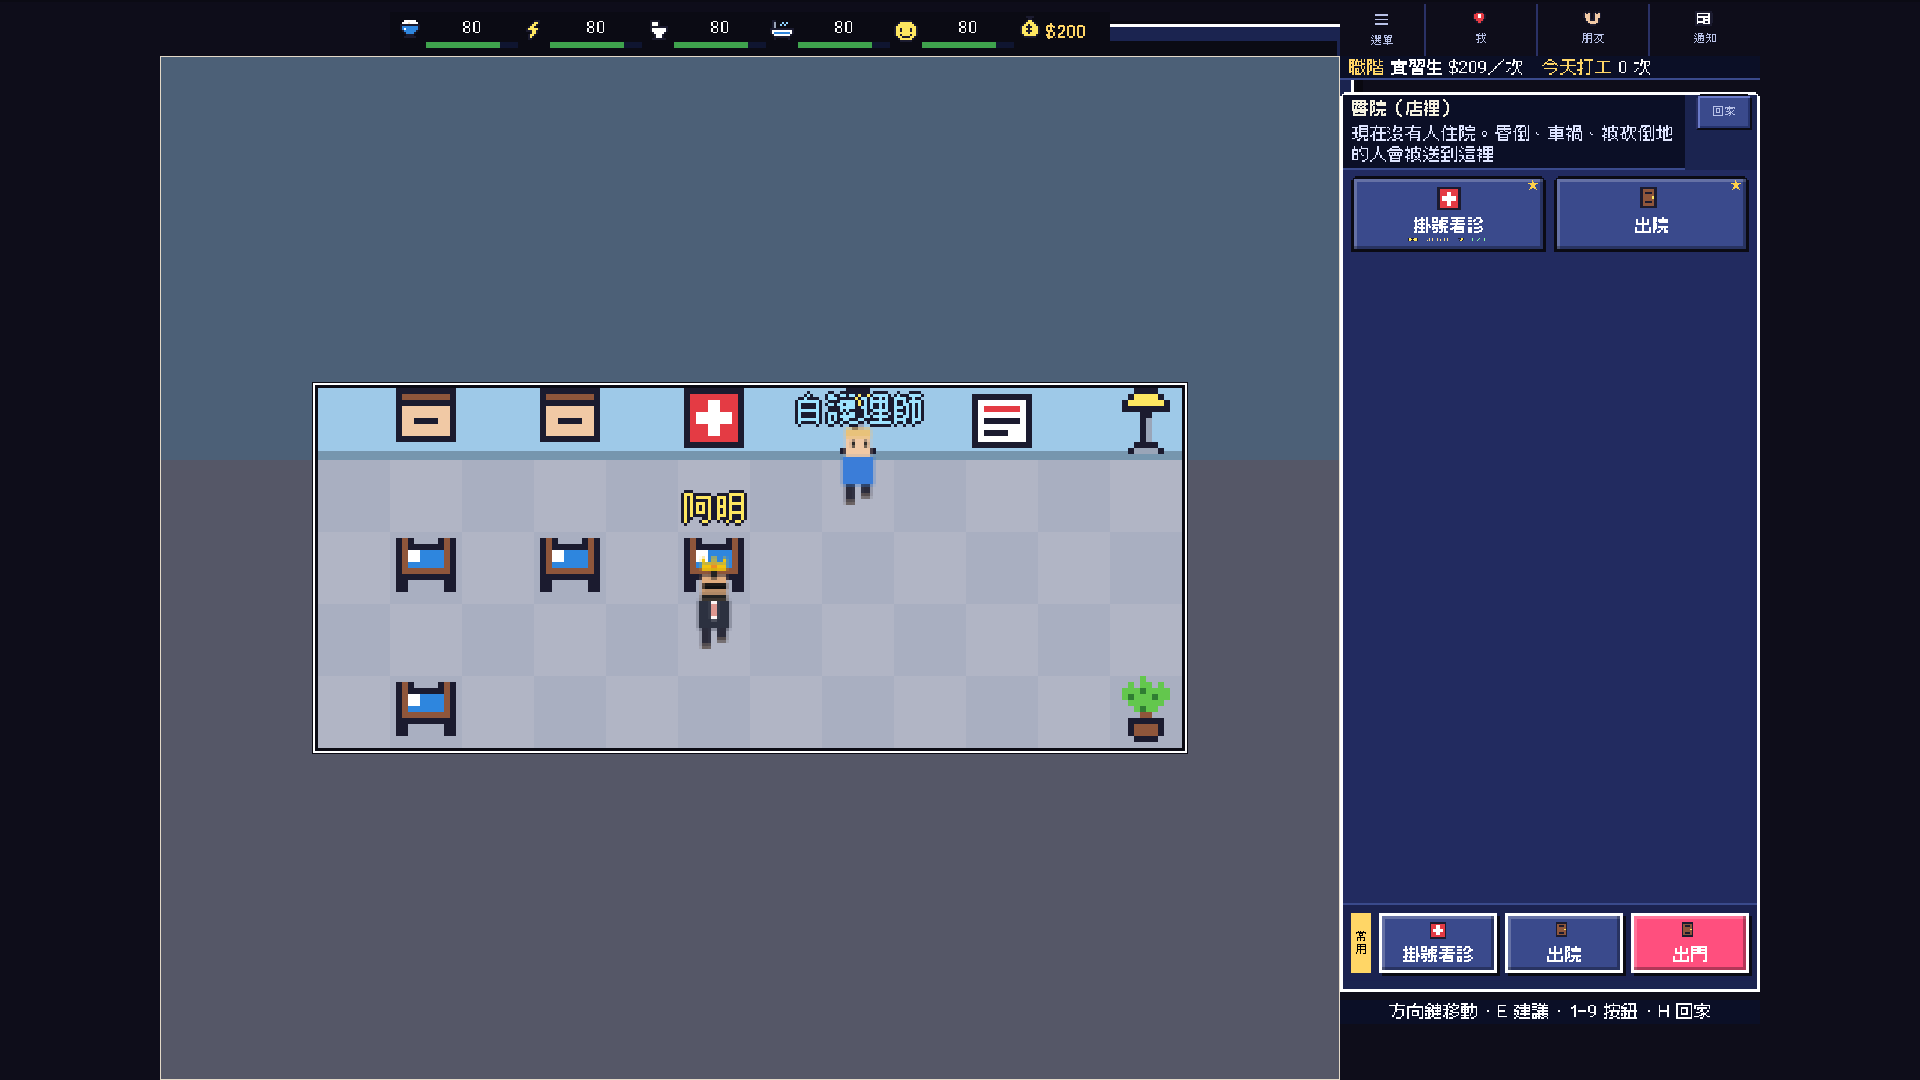 80
80
80
80
80
$200
選單
我
朋友
通知
職階 實習生 $209／次 今天打工 0 次
醫院（店裡）
回家
現在沒有人住院。昏倒、車禍、被砍倒地
的人會被送到這裡
掛號看診
出院
白護理師
阿明
常用
掛號看診
出院
出門
方向鍵移動 · E 建議 · 1-9 按鈕 · H 回家